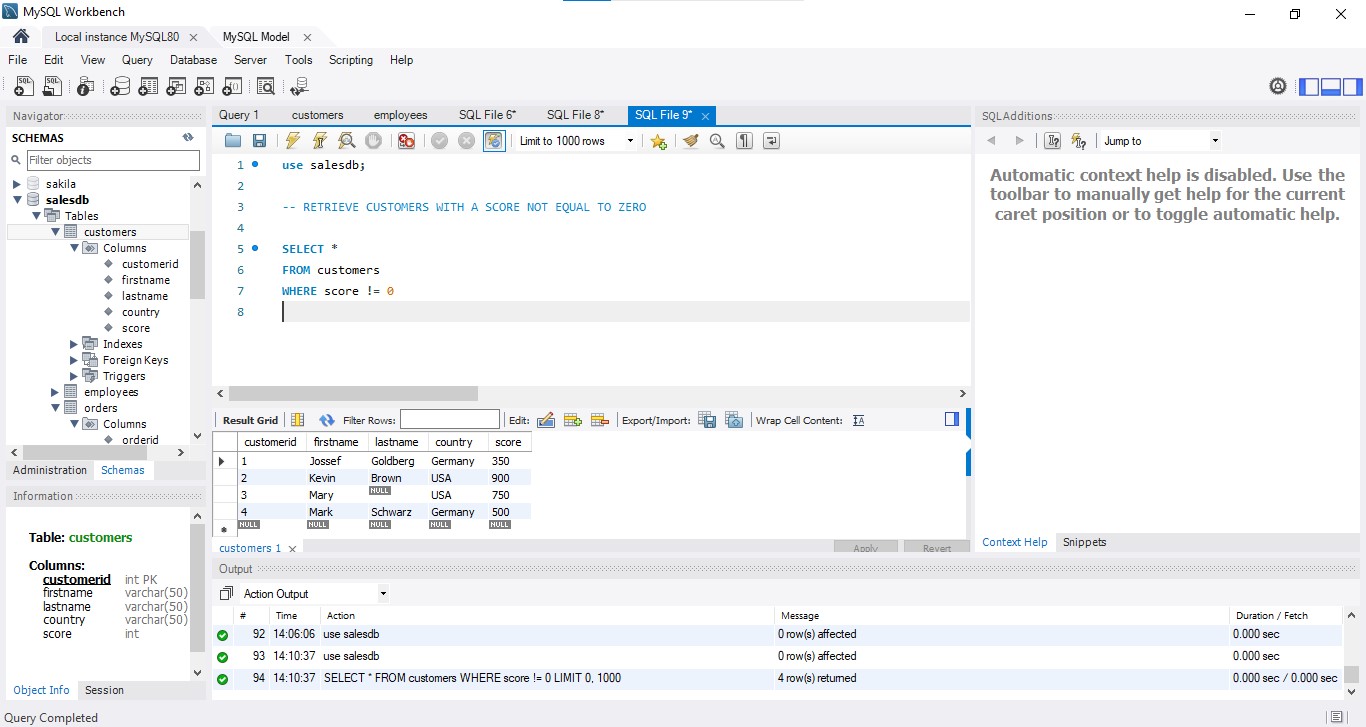 MySQL Workbench
Local instance MySQL80 MySQL Model
File Edit View Query Database Server Tools Scripting Help
Navigator
SCHEMAS
Filter objects
sakila
salesdb
Tables
customers
Columns
customerid
firstname
lastname
country
score
Indexes
Foreign Keys
Triggers
employees
orders
Columns
orderid
Administration Schemas
Information
Table: customers
Columns:
customerid int PK
firstname varchar(50)
lastname varchar(50)
country varchar(50)
score int
Object Info Session
Query 1 customers employees SQL File 6* SQL File 8* SQL File 9*
Limit to 1000 rows
1 use salesdb;
2
3 -- RETRIEVE CUSTOMERS WITH A SCORE NOT EQUAL TO ZERO
4
5 SELECT *
6 FROM customers
7 WHERE score != 0
8
Result Grid Filter Rows: Edit: Export/Import: Wrap Cell Content:
customerid firstname lastname country score
1 Jossef Goldberg Germany 350
2 Kevin Brown USA 900
3 Mary NULL USA 750
4 Mark Schwarz Germany 500
NULL NULL NULL NULL NULL
customers 1 Apply Revert
SQLAdditions
Jump to
Automatic context help is disabled. Use the
toolbar to manually get help for the current
caret position or to toggle automatic help.
Context Help Snippets
Output
Action Output
# Time Action Message Duration / Fetch
92 14:06:06 use salesdb 0 row(s) affected 0.000 sec
93 14:10:37 use salesdb 0 row(s) affected 0.000 sec
94 14:10:37 SELECT * FROM customers WHERE score != 0 LIMIT 0, 1000 4 row(s) returned 0.000 sec / 0.000 sec
Query Completed